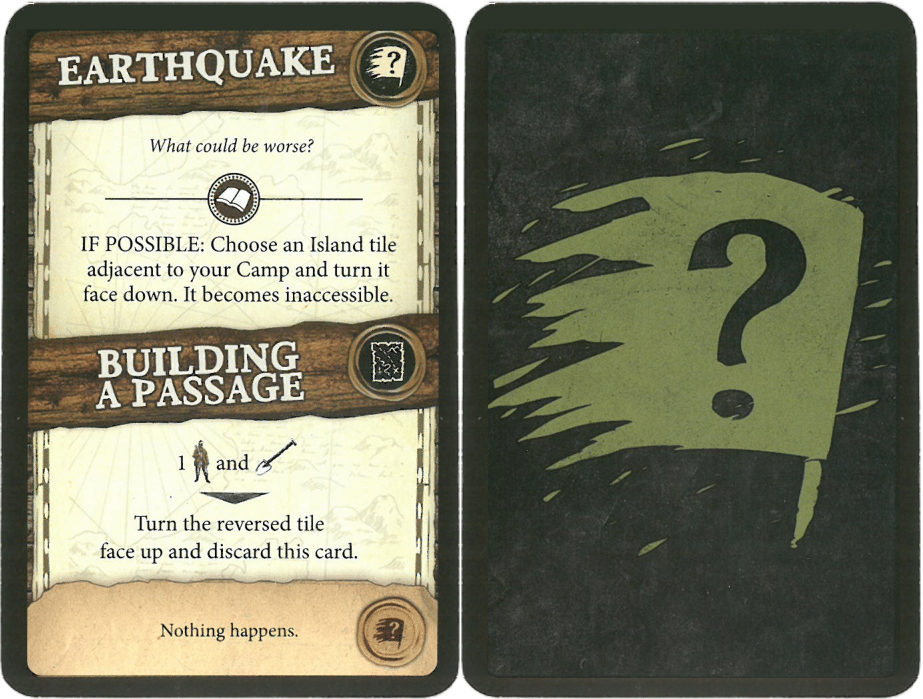 EARTHQUAKE
?
What could be worse?
IF POSSIBLE: Choose an Island tile
adjacent to your Camp and turn it
face down. It becomes inaccessible.
BUILDING
A PASSAGE
1 and
Turn the reversed tile
face up and discard this card.
Nothing happens.
?
?